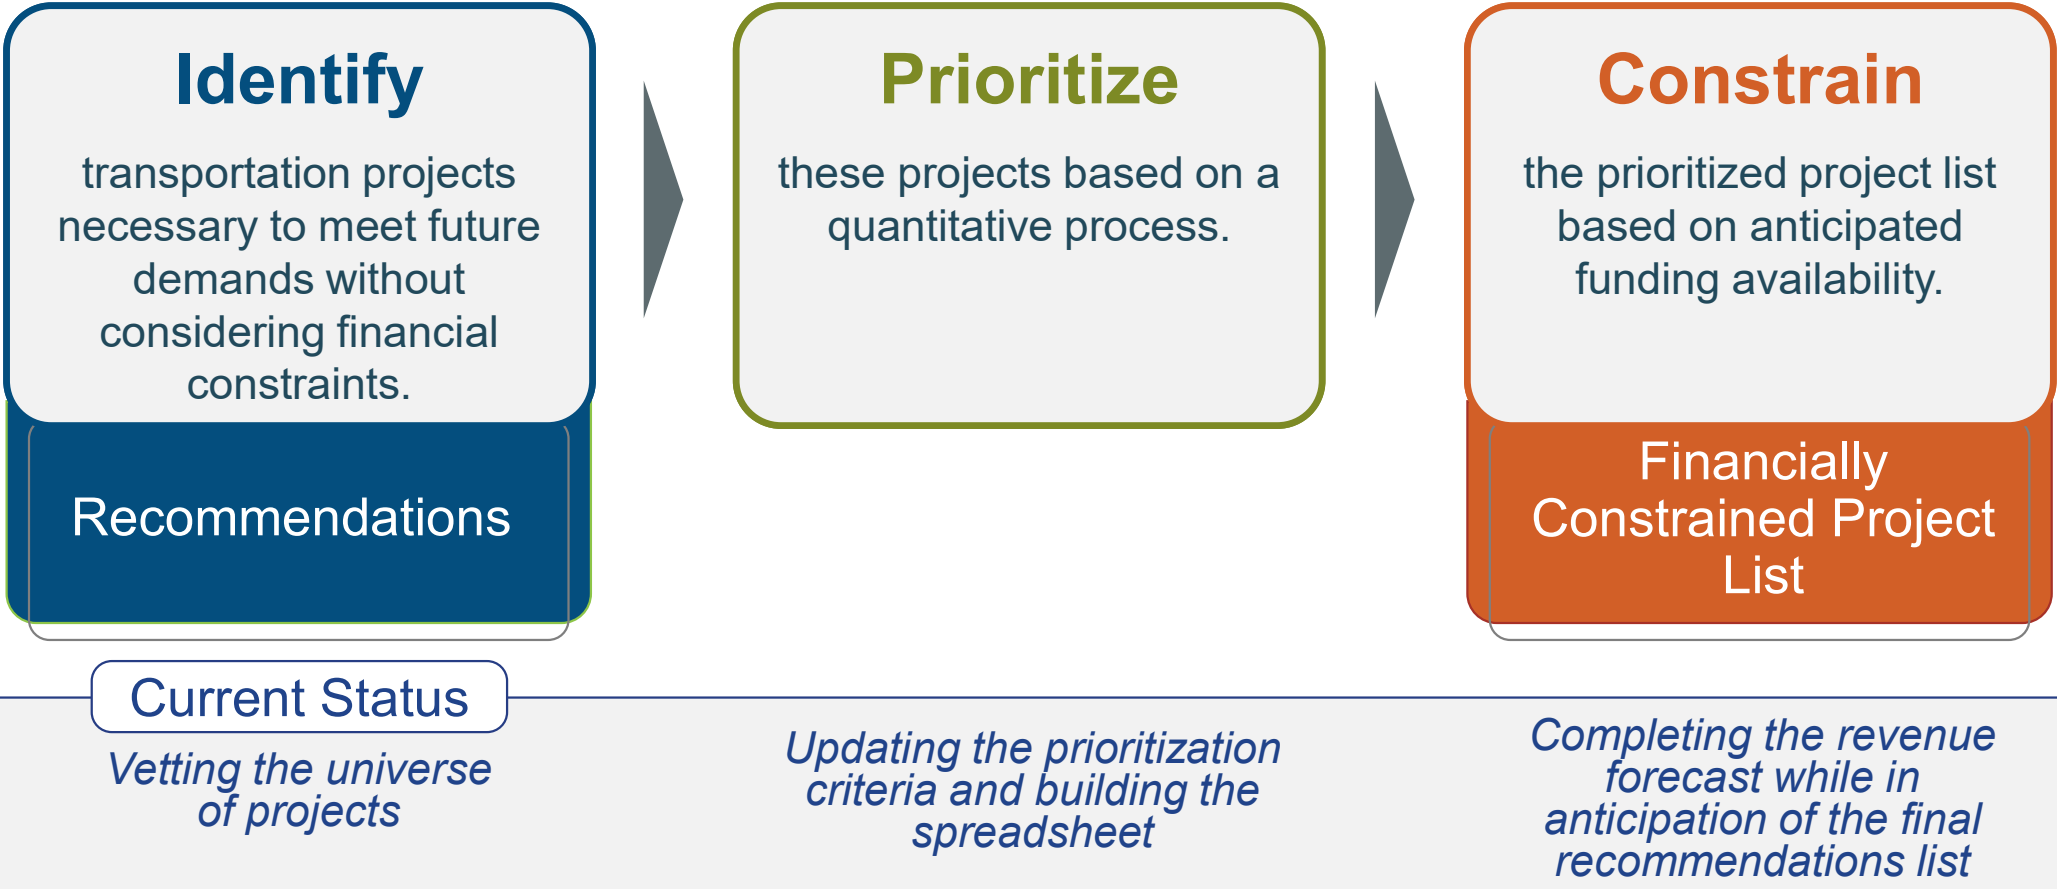 Identify
transportation projects
necessary to meet future
demands without
considering financial
constraints.
Recommendations
Prioritize
these projects based on a
quantitative process.
Constrain
the prioritized project list
based on anticipated
funding availability.
Financially
Constrained Project
List
Current Status
Vetting the universe
of projects
Updating the prioritization
criteria and building the
spreadsheet
Completing the revenue
forecast while in
anticipation of the final
recommendations list